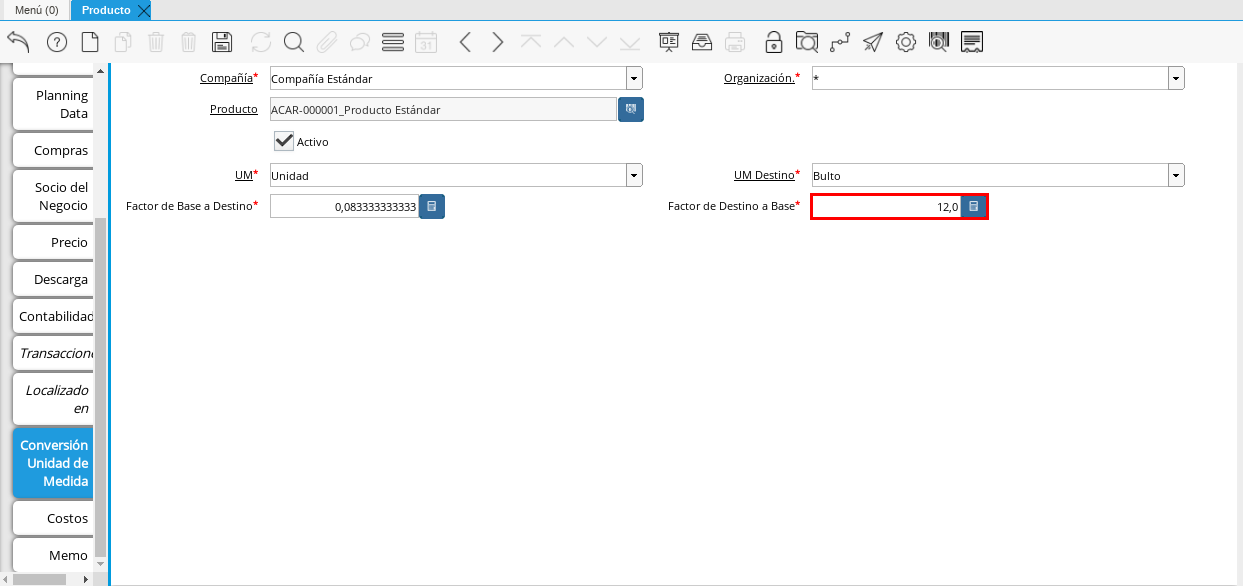 Menú (0)
Producto
31
Planning
Data
Compras
Socio del
Negocio
Precio
Descarga
Contabilidad
Transaccione
Localizado
en
Conversión
Unidad de
Medida
Costos
Memo
Compañía* Compañía Estándar
Organización.* *
Producto ACAR-000001_Producto Estándar
Activo
UM* Unidad
UM Destino* Bulto
Factor de Base a Destino* 0,083333333333
Factor de Destino a Base* 12,0